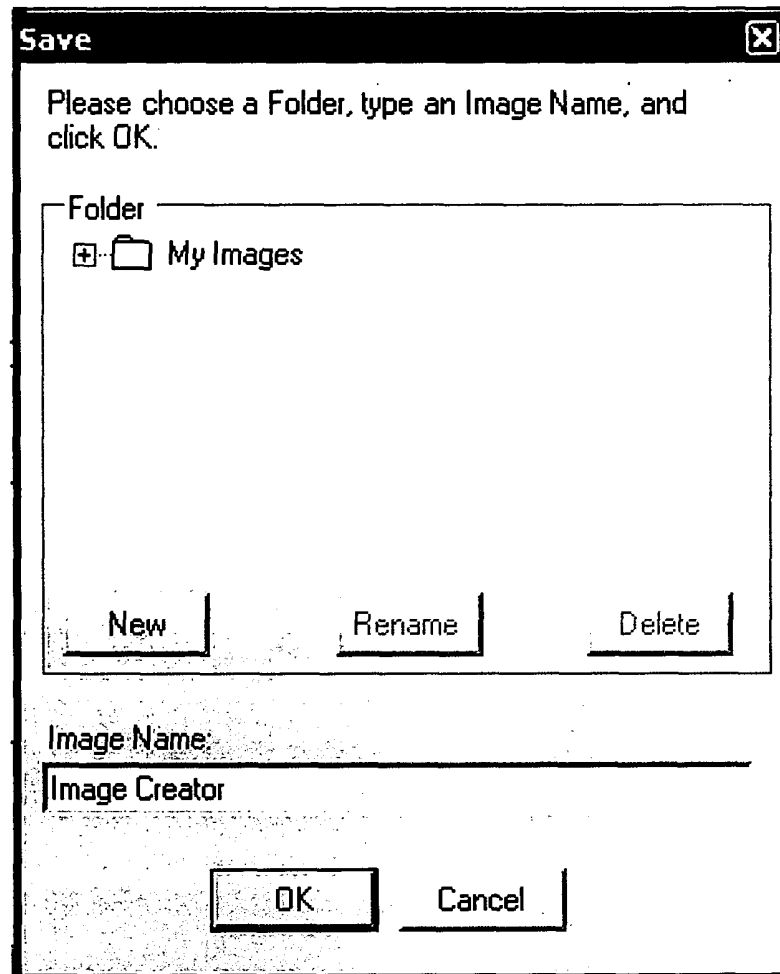 Save
Please choose a Folder, type an Image Name, and
click OK.
Folder
My Images
New Rename Delete
Image Name:
Image Creator
OK Cancel